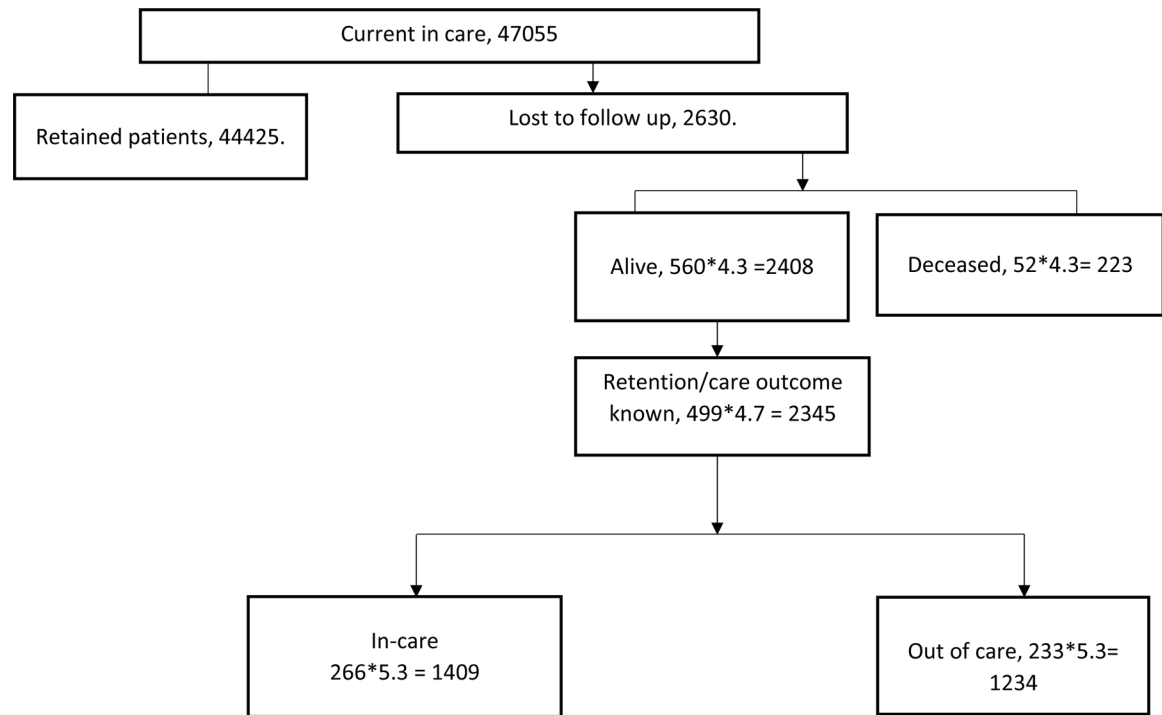 Current in care, 47055
Retained patients, 44425.
Lost to follow up, 2630.
Alive, 560*4.3 =2408
Deceased, 52*4.3= 223
Retention/care outcome
known, 499*4.7 = 2345
In-care
266*5.3 = 1409
Out of care, 233*5.3=
1234